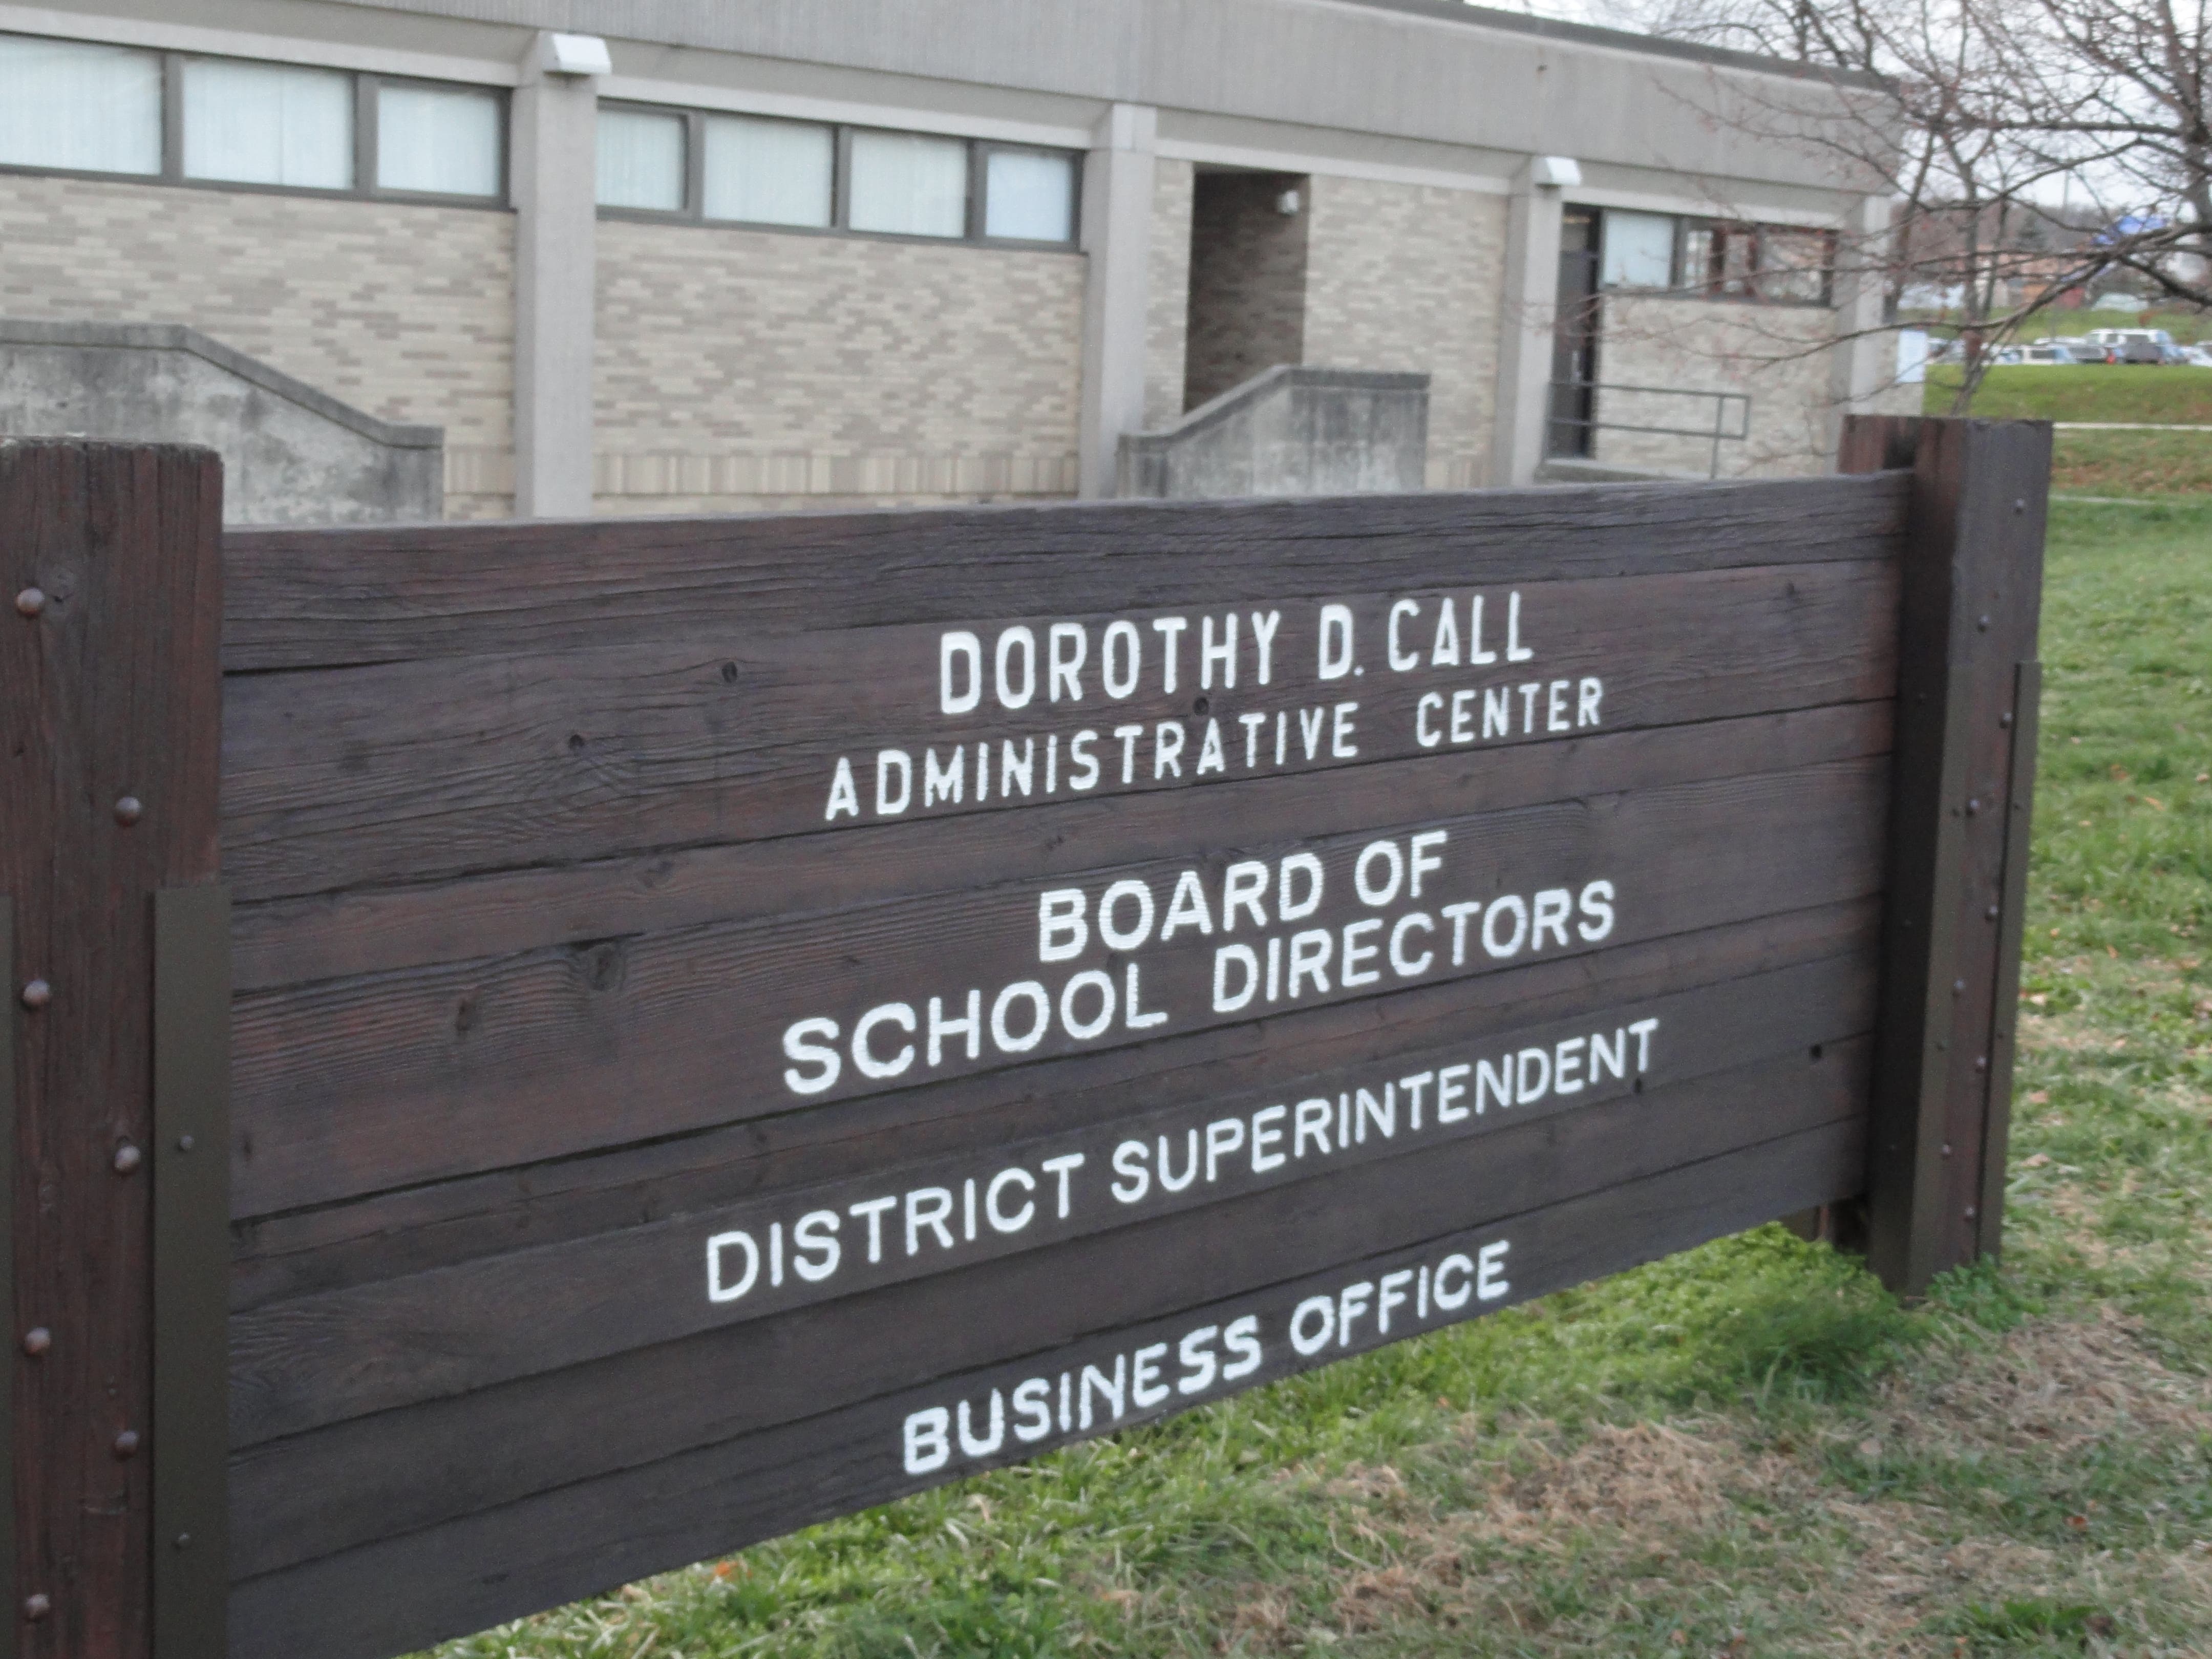 DOROTHY D. CALL
ADMINISTRATIVE CENTER
BOARD OF
SCHOOL DIRECTORS
DISTRICT SUPERINTENDENT
BUSINESS OFFICE